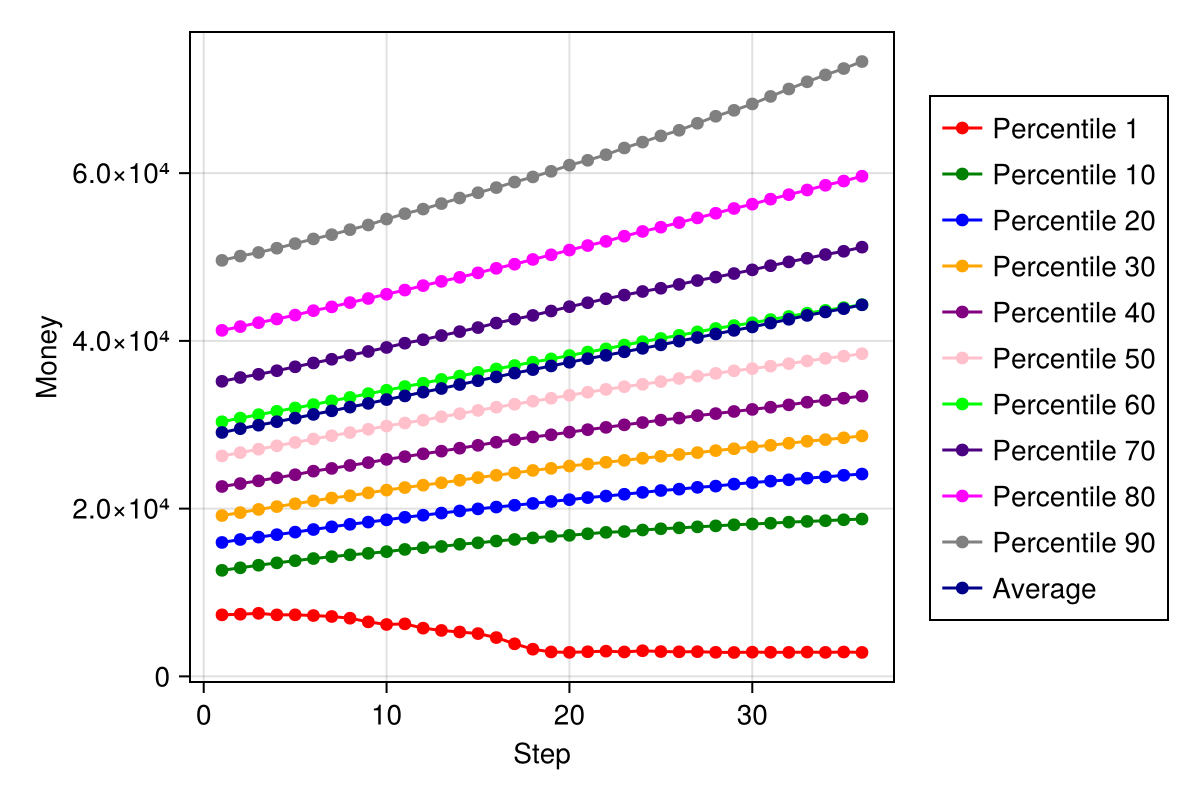 Money
6.0×10⁴
4.0×10⁴
2.0×10⁴
0
0 10 20 30
Step
Percentile 1
Percentile 10
Percentile 20
Percentile 30
Percentile 40
Percentile 50
Percentile 60
Percentile 70
Percentile 80
Percentile 90
Average